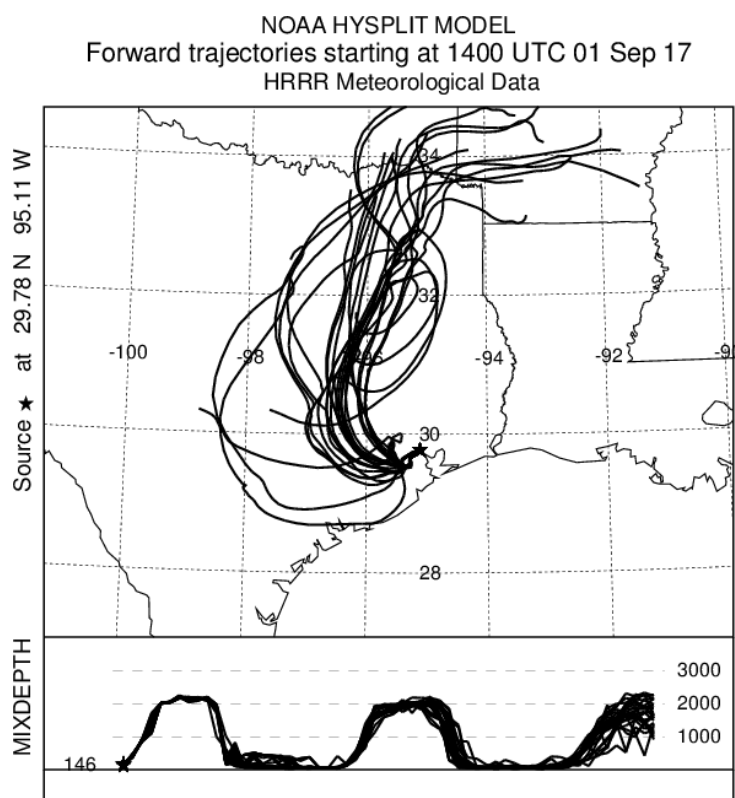 NOAA HYSPLIT MODEL
Forward trajectories starting at 1400 UTC 01 Sep 17
HRRR Meteorological Data
Source ★ at 29.78 N 95.11 W
34
32
-100
-98
-96
-94
-92
30
28
MIXDEPTH
3000
2000
1000
146